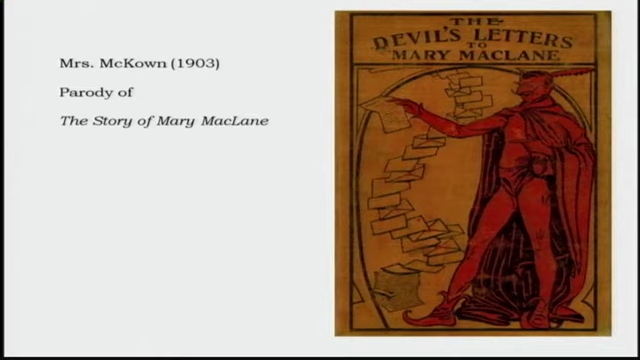 Mrs. McKown (1903)
Parody of
The Story of Mary MacLane
THE
DEVIL'S LETTERS
TO
MARY MACLANE